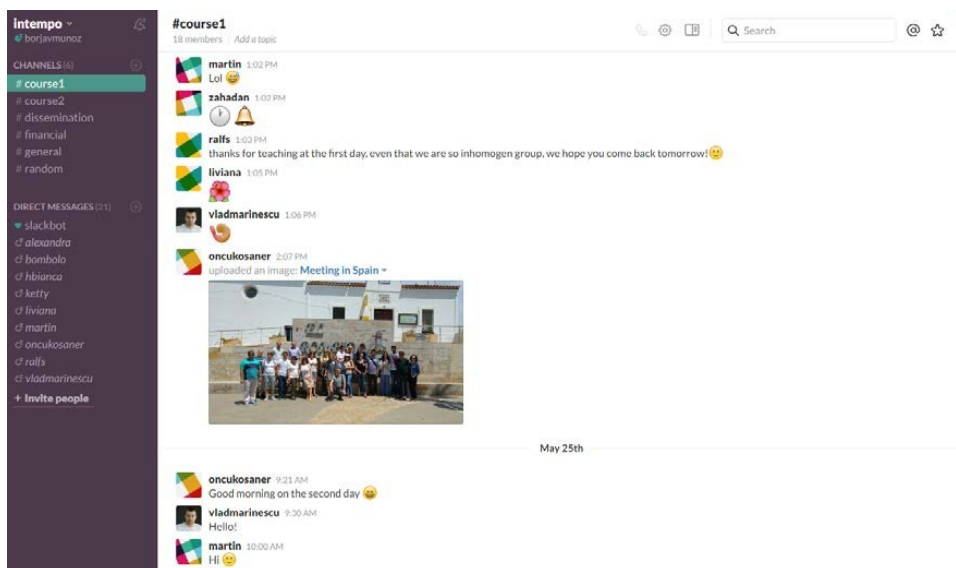 intempo
borjavmunoz
CHANNELS (6)
# course1
# course2
# dissemination
# financial
# general
# random
DIRECT MESSAGES (21)
slackbot
alexandra
bombolo
hbianca
ketty
liviana
martin
oncukosaner
ralfs
vladmarinescu
+ Invite people
#course1
18 members | Add a topic
Search
martin 1:02 PM
Lol
zahadan 1:02 PM
ralfs 1:03 PM
thanks for teaching at the first day, even that we are so inhomogen group, we hope you come back tomorrow!
liviana 1:05 PM
vladmarinescu 1:06 PM
oncukosaner 2:07 PM
uploaded an image: Meeting in Spain
May 25th
oncukosaner 9:21 AM
Good morning on the second day
vladmarinescu 9:30 AM
Hello!
martin 10:00 AM
Hi